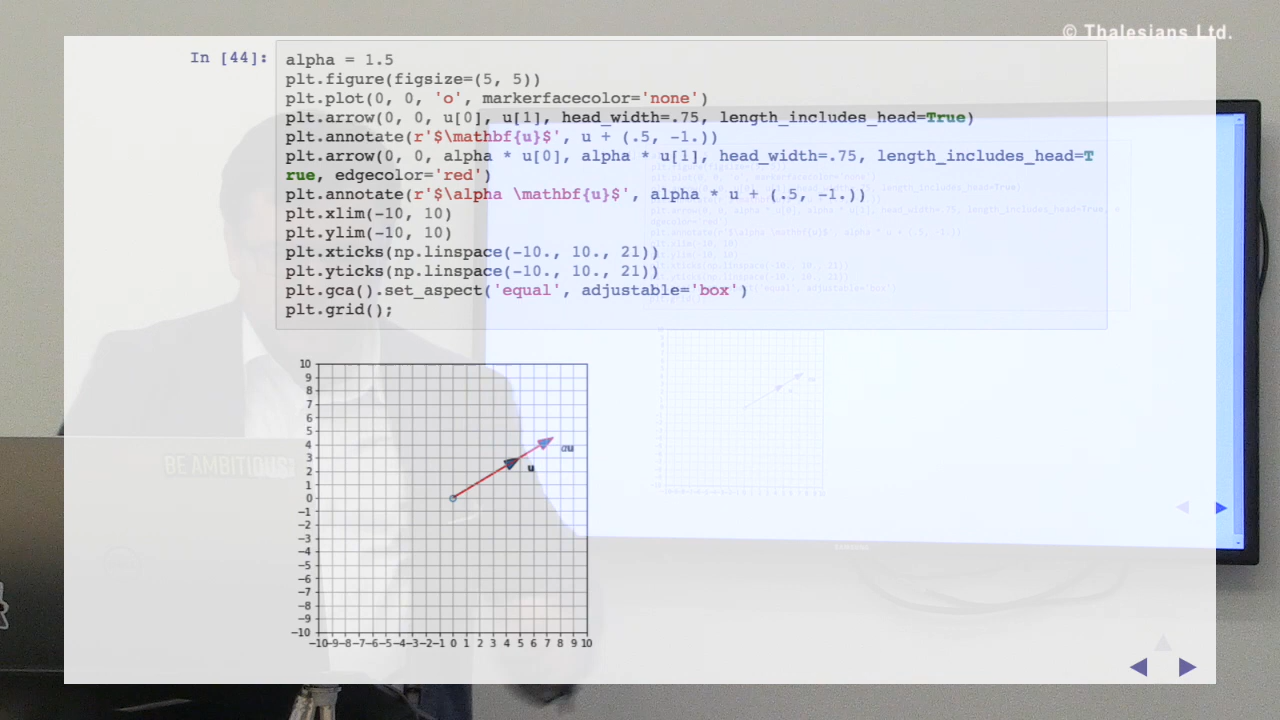 © Thalesians Ltd.
In [44]:
alpha = 1.5
plt.figure(figsize=(5, 5))
plt.plot(0, 0, 'o', markerfacecolor='none')
plt.arrow(0, 0, u[0], u[1], head_width=.75, length_includes_head=True)
plt.annotate(r'$\mathbf{u}$', u + (.5, -1.))
plt.arrow(0, 0, alpha * u[0], alpha * u[1], head_width=.75, length_includes_head=T
rue, edgecolor='red')
plt.annotate(r'$\alpha \mathbf{u}$', alpha * u + (.5, -1.))
plt.xlim(-10, 10)
plt.ylim(-10, 10)
plt.xticks(np.linspace(-10., 10., 21))
plt.yticks(np.linspace(-10., 10., 21))
plt.gca().set_aspect('equal', adjustable='box')
plt.grid();
10
9
8
7
6
5
4
3
2
1
0
−1
−2
−3
−4
−5
−6
−7
−8
−9
−10
αu
u
−10−9−8−7−6−5−4−3−2−1 0 1 2 3 4 5 6 7 8 9 10
BE AMBITIOUS